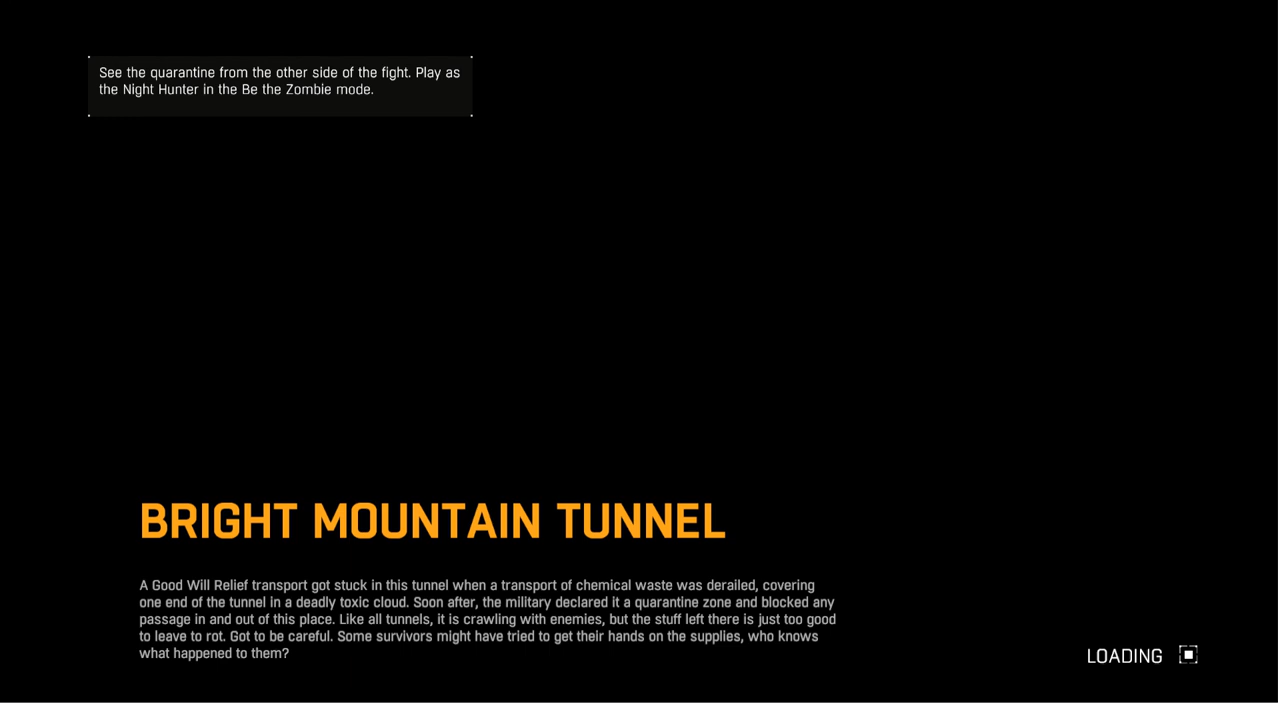 See the quarantine from the other side of the fight. Play as
the Night Hunter in the Be the Zombie mode.
BRIGHT MOUNTAIN TUNNEL
A Good Will Relief transport got stuck in this tunnel when a transport of chemical waste was derailed, covering
one end of the tunnel in a deadly toxic cloud. Soon after, the military declared it a quarantine zone and blocked any
passage in and out of this place. Like all tunnels, it is crawling with enemies, but the stuff left there is just too good
to leave to rot. Got to be careful. Some survivors might have tried to get their hands on the supplies, who knows
what happened to them?
LOADING